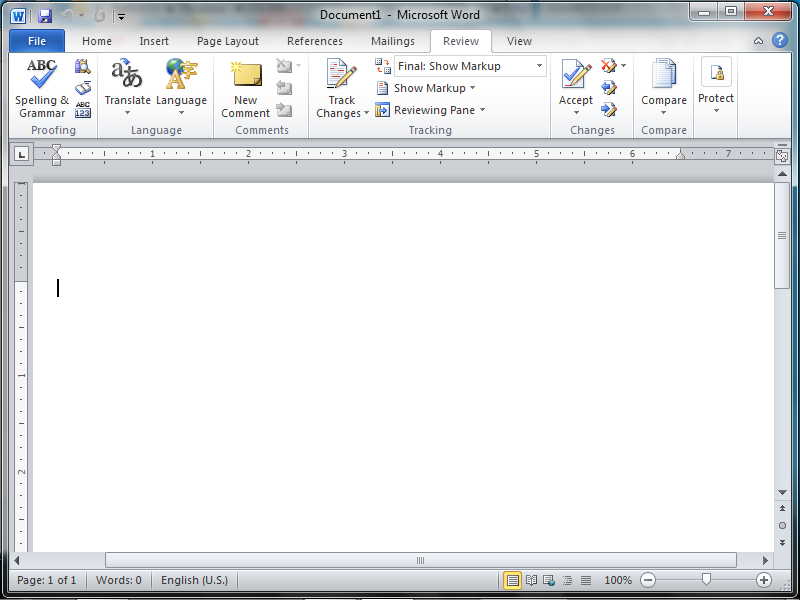 Document1 - Microsoft Word
File Home Insert Page Layout References Mailings Review View
ABC Spelling & Grammar
ABC 123
Proofing
Translate
Language
Language
New Comment
Comments
Track Changes
Final: Show Markup
Show Markup
Reviewing Pane
Tracking
Accept
Changes
Compare
Compare
Protect
L 1 2 3 4 5 6 7
1
2
Page: 1 of 1 Words: 0 English (U.S.) 100%